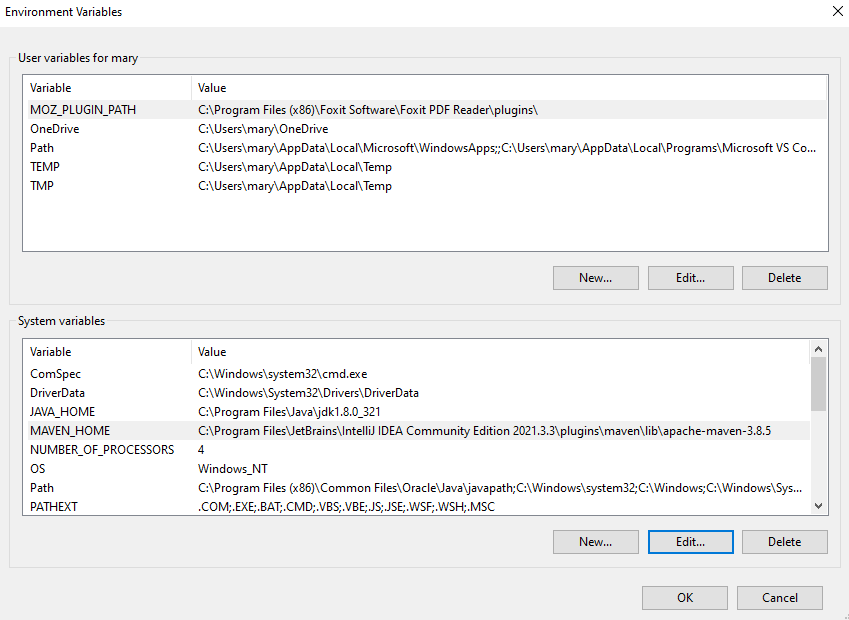 Environment Variables
User variables for mary
Variable Value
MOZ_PLUGIN_PATH C:\Program Files (x86)\Foxit Software\Foxit PDF Reader\plugins\
OneDrive C:\Users\mary\OneDrive
Path C:\Users\mary\AppData\Local\Microsoft\WindowsApps;;C:\Users\mary\AppData\Local\Programs\Microsoft VS Co...
TEMP C:\Users\mary\AppData\Local\Temp
TMP C:\Users\mary\AppData\Local\Temp
New... Edit... Delete
System variables
Variable Value
ComSpec C:\Windows\system32\cmd.exe
DriverData C:\Windows\System32\Drivers\DriverData
JAVA_HOME C:\Program Files\Java\jdk1.8.0_321
MAVEN_HOME C:\Program Files\JetBrains\IntelliJ IDEA Community Edition 2021.3.3\plugins\maven\lib\apache-maven-3.8.5
NUMBER_OF_PROCESSORS 4
OS Windows_NT
Path C:\Program Files (x86)\Common Files\Oracle\Java\javapath;C:\Windows\system32;C:\Windows;C:\Windows\Sys...
PATHEXT .COM;.EXE;.BAT;.CMD;.VBS;.VBE;.JS;.JSE;.WSF;.WSH;.MSC
New... Edit... Delete
OK Cancel